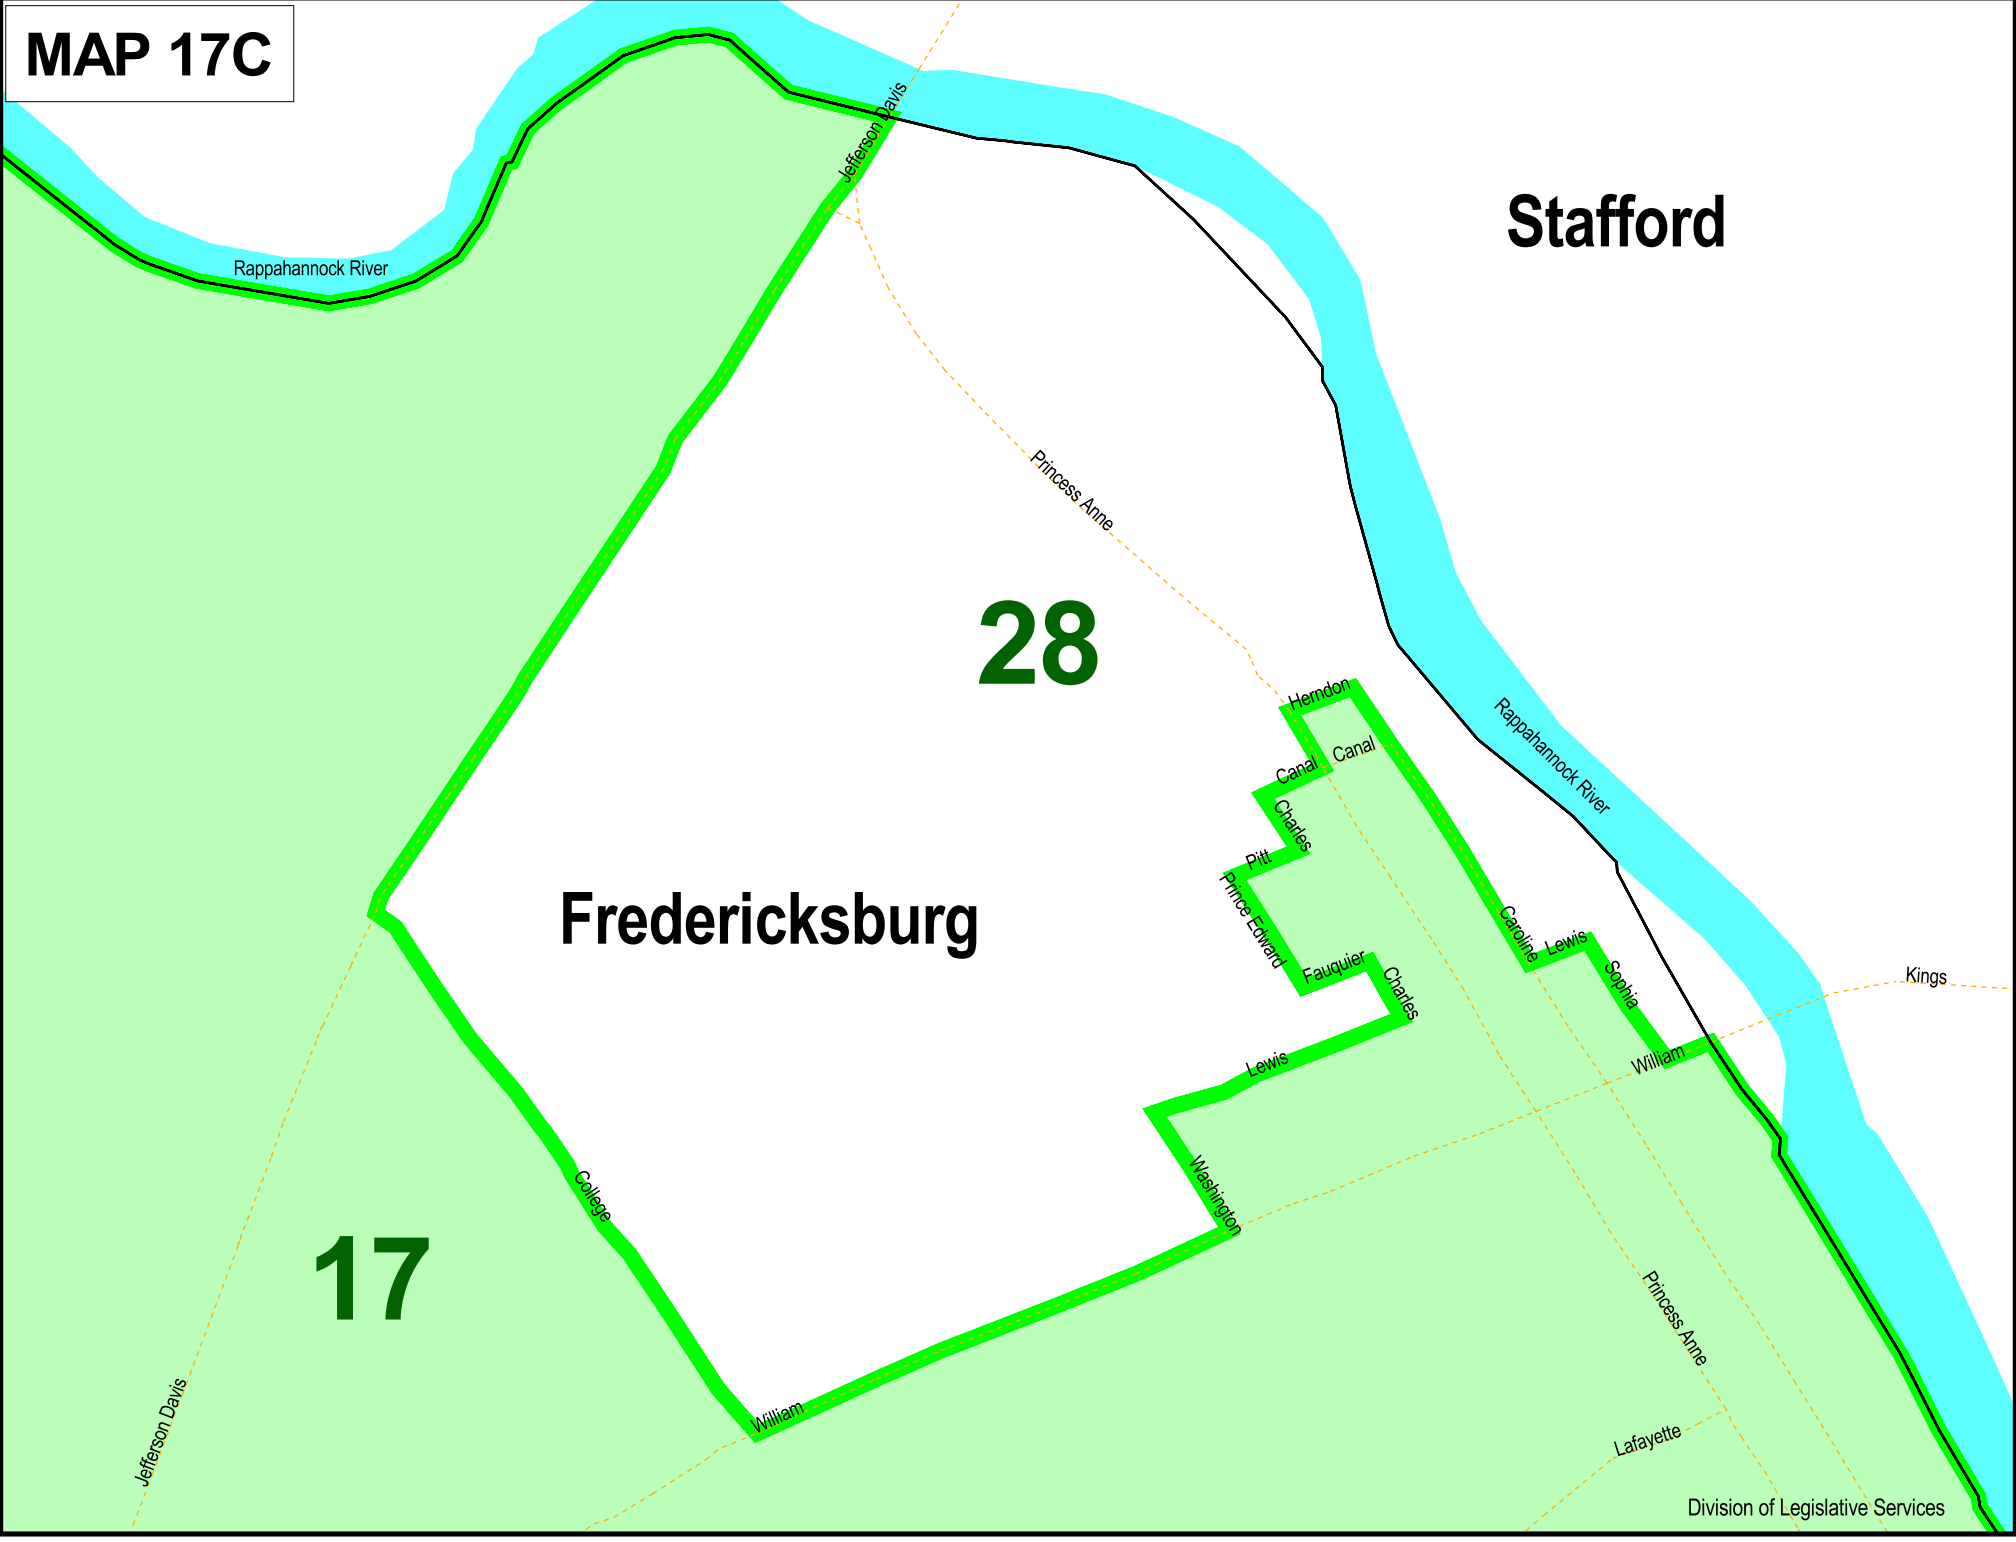 MAP 17C
Jefferson Davis
Stafford
Rappahannock River
Princess Anne
28
Herndon
Rappahannock River
Canal
Canal
Charles
Pitt
Prince Edward
Fredericksburg
Caroline
Lewis
Fauquier
Charles
Sophia
Kings
William
Lewis
Washington
College
17
Princess Anne
William
Jefferson Davis
Lafayette
Division of Legislative Services